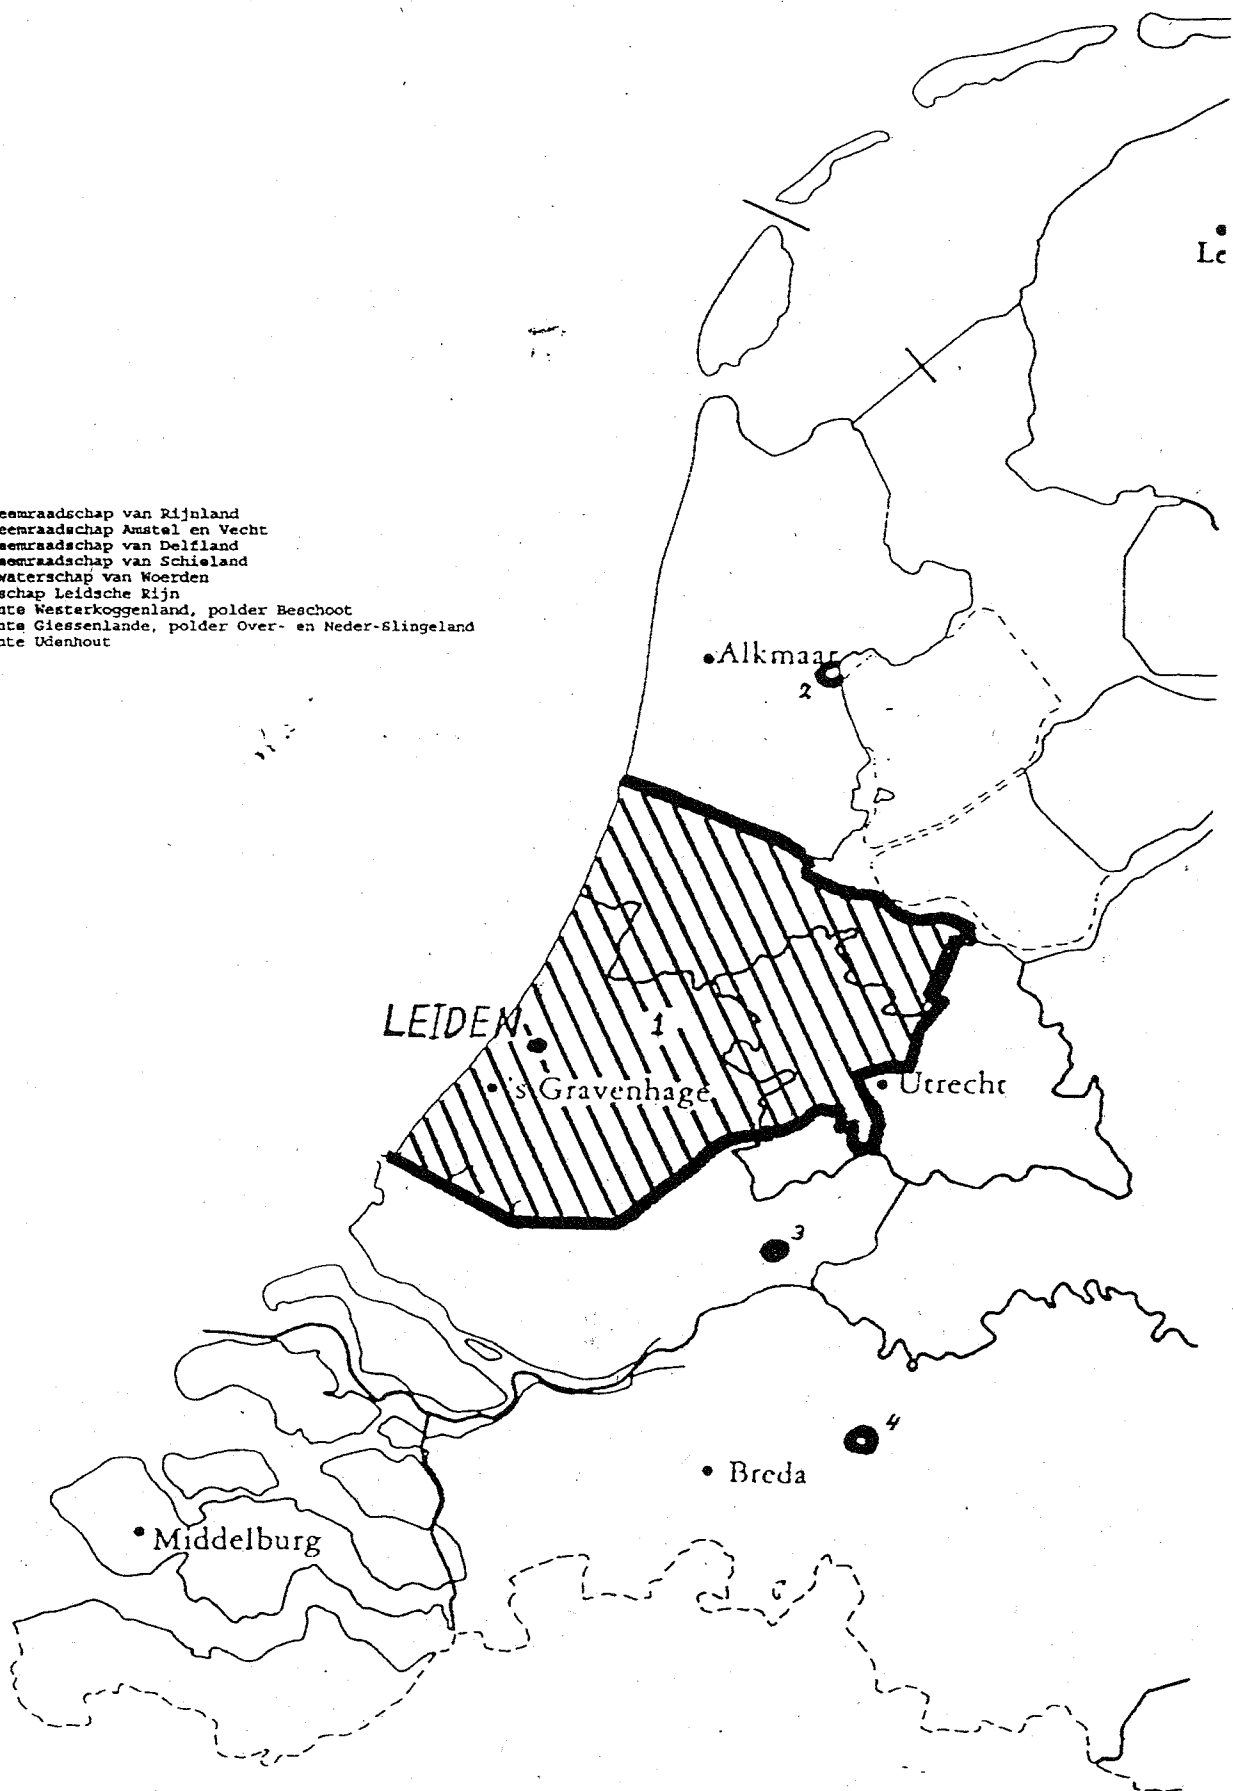 Le
eemraadschap van Rijnland
eemraadschap Amstel en Vecht
eemraadschap van Delfland
eemraadschap van Schieland
waterschap van Woerden
schap Leidsche Rijn
nte Westerkoggenland, polder Beschoot
nte Giessenlande, polder Over- en Neder-Slingeland
nte Udenhout
Alkmaar
2
LEIDEN
1
's Gravenhage
Utrecht
3
4
Breda
Middelburg